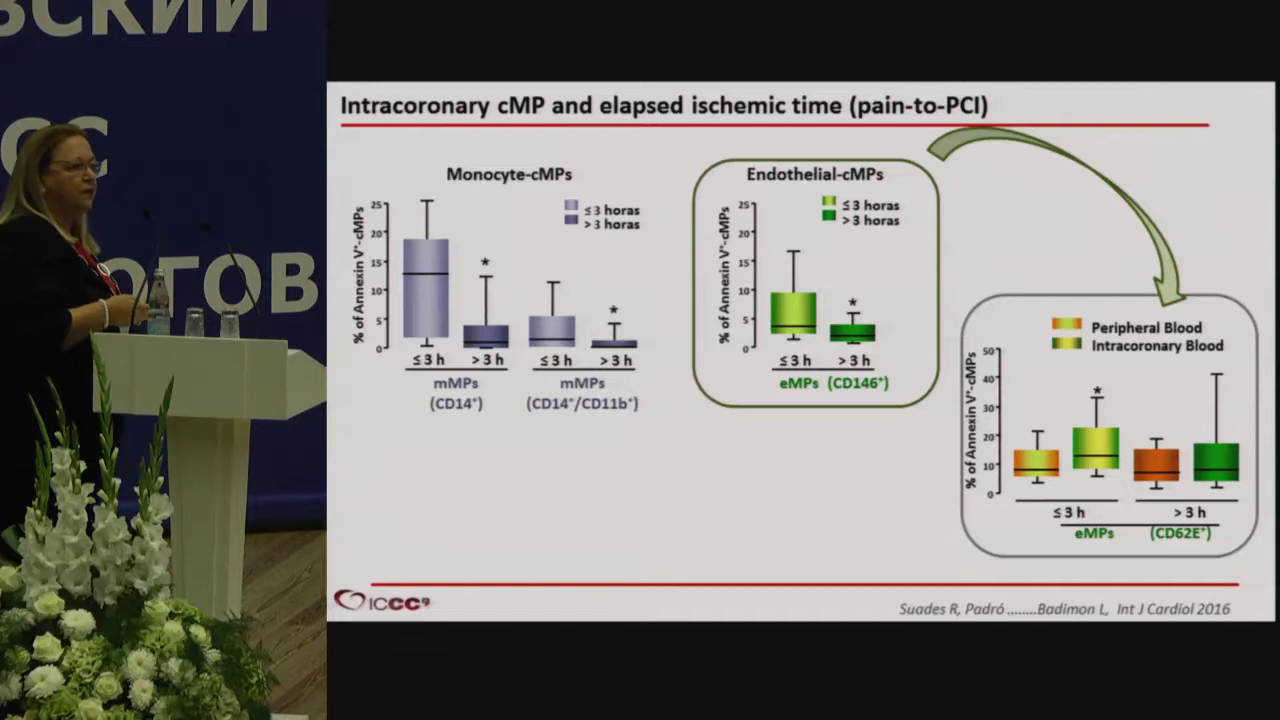 ВСКИЙ
СС
ОГОВ
Intracoronary cMP and elapsed ischemic time (pain-to-PCI)
Monocyte-cMPs
≤ 3 horas
> 3 horas
% of Annexin V⁺-cMPs
25
20
15
10
5
0
*
*
≤ 3 h
> 3 h
≤ 3 h
> 3 h
mMPs
(CD14⁺)
mMPs
(CD14⁺/CD11b⁺)
Endothelial-cMPs
≤ 3 horas
> 3 horas
% of Annexin V⁺-cMPs
25
20
15
10
5
0
*
≤ 3 h
> 3 h
eMPs (CD146⁺)
Peripheral Blood
Intracoronary Blood
% of Annexin V⁺-cMPs
50
40
30
20
10
0
*
≤ 3 h
> 3 h
eMPs (CD62E⁺)
ICCC
Suades R, Padró ........Badimon L, Int J Cardiol 2016